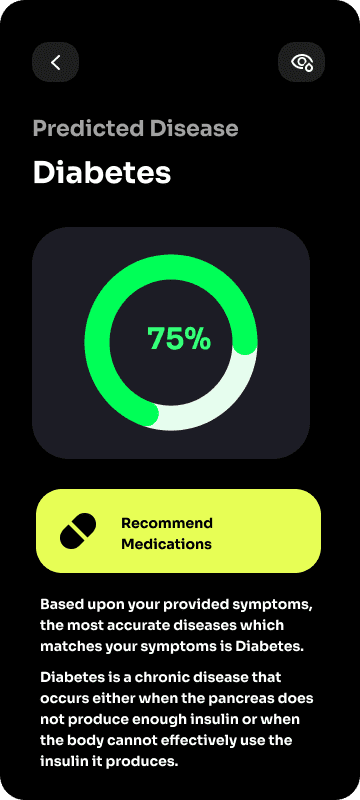 Predicted Disease
Diabetes
75%
Recommend
Medications
Based upon your provided symptoms,
the most accurate diseases which
matches your symptoms is Diabetes.
Diabetes is a chronic disease that
occurs either when the pancreas does
not produce enough insulin or when
the body cannot effectively use the
insulin it produces.